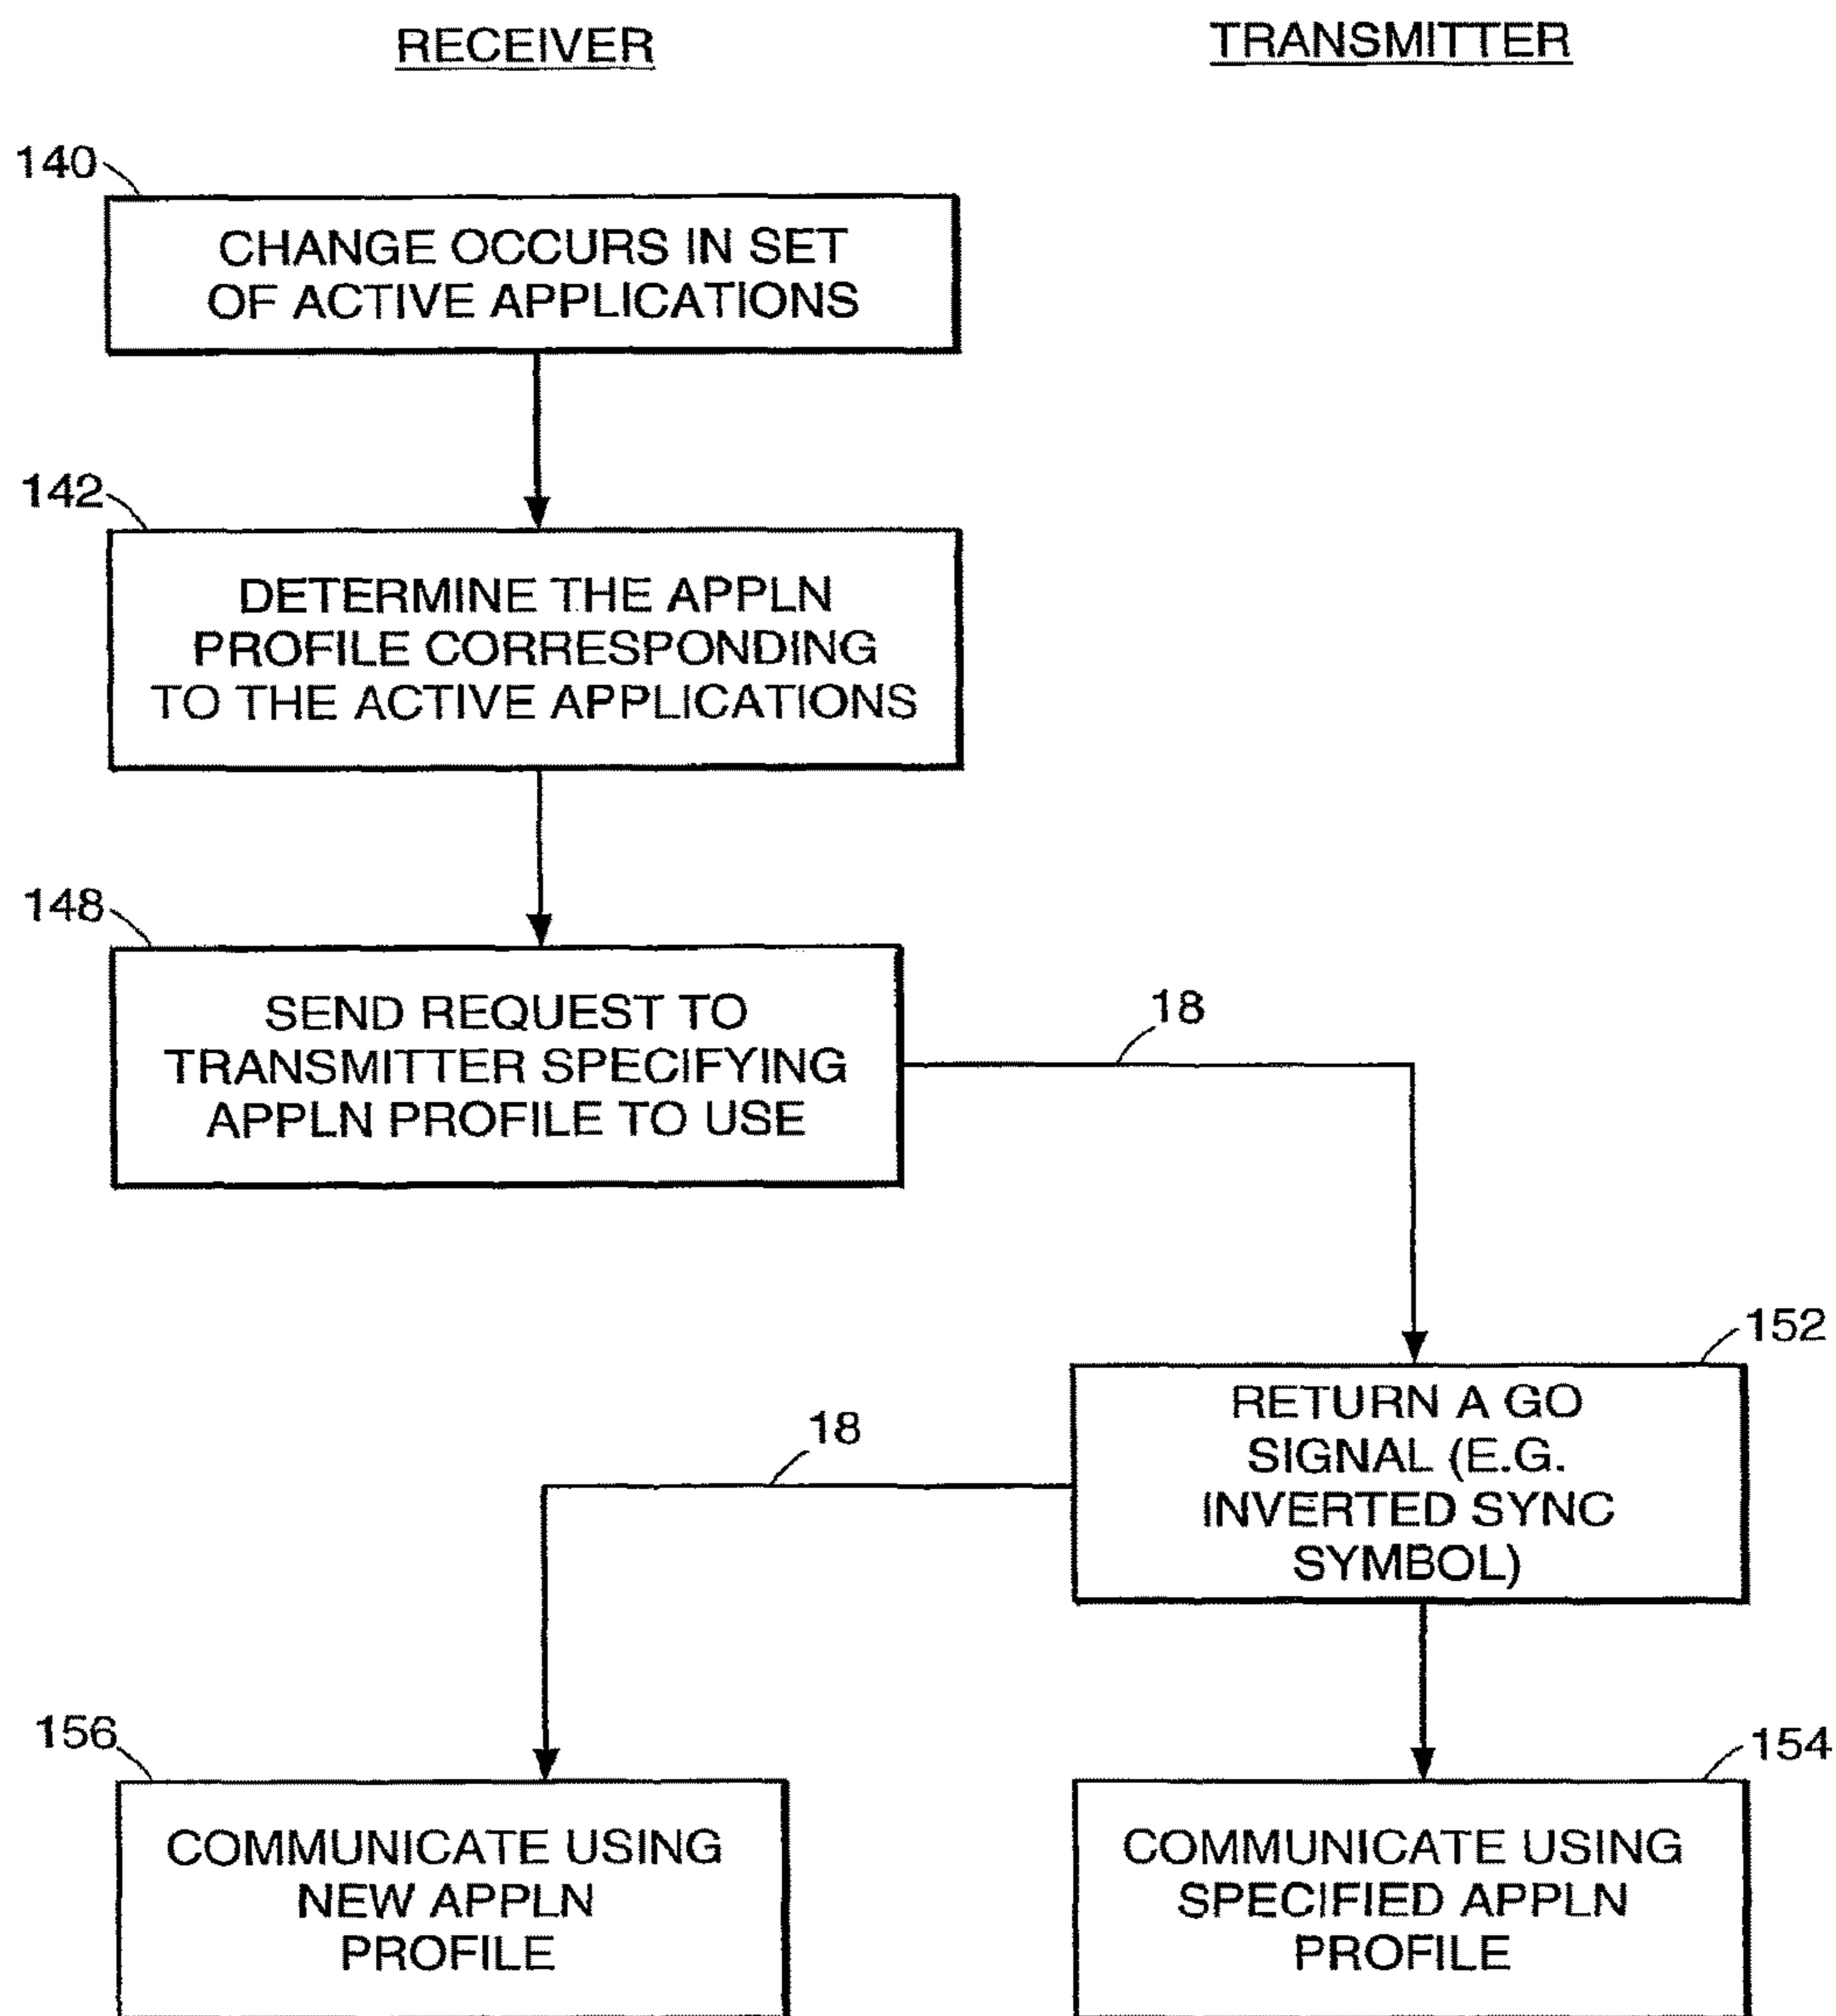 RECEIVER
TRANSMITTER
140
CHANGE OCCURS IN SET
OF ACTIVE APPLICATIONS
142
DETERMINE THE APPLN
PROFILE CORRESPONDING
TO THE ACTIVE APPLICATIONS
148
SEND REQUEST TO
TRANSMITTER SPECIFYING
APPLN PROFILE TO USE
18
152
RETURN A GO
SIGNAL (E.G.
INVERTED SYNC
SYMBOL)
18
156
COMMUNICATE USING
NEW APPLN
PROFILE
154
COMMUNICATE USING
SPECIFIED APPLN
PROFILE